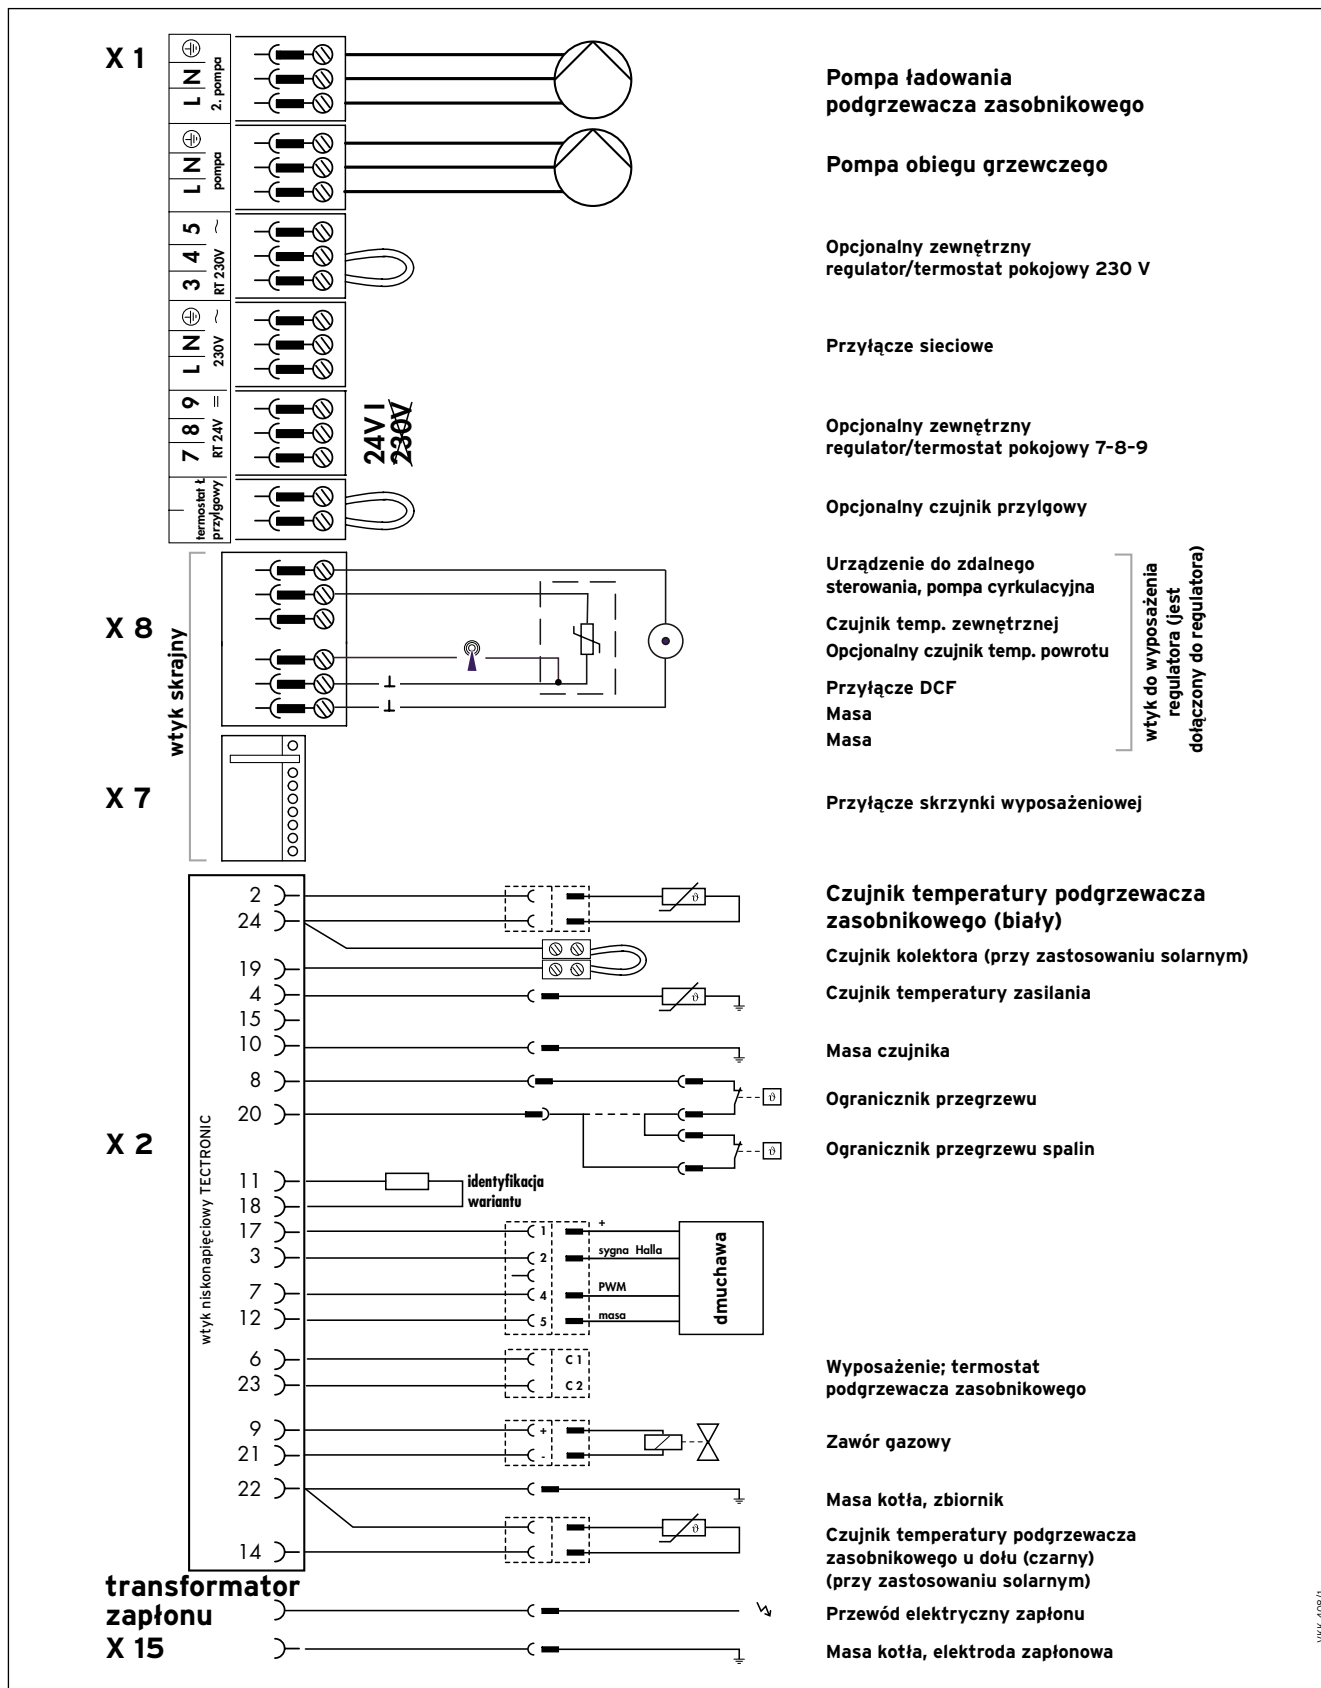 X 1
L N
2. pompa
Pompa ładowania
podgrzewacza zasobnikowego
L N
pompa
Pompa obiegu grzewczego
3 4 5
RT 230V ~
Opcjonalny zewnętrzny
regulator/termostat pokojowy 230 V
L N
230V ~
Przyłącze sieciowe
7 8 9
RT 24V =
24V I
230V
Opcjonalny zewnętrzny
regulator/termostat pokojowy 7-8-9
termostat Ł
przylgowy
Opcjonalny czujnik przylgowy
X 8
wtyk skrajny
Urządzenie do zdalnego
sterowania, pompa cyrkulacyjna
Czujnik temp. zewnętrznej
Opcjonalny czujnik temp. powrotu
Przyłącze DCF
Masa
Masa
wtyk do wyposażenia
regulatora (jest
dołączony do regulatora)
X 7
Przyłącze skrzynki wyposażeniowej
X 2
wtyk niskonapięciowy TECTRONIC
2
ϑ
Czujnik temperatury podgrzewacza
zasobnikowego (biały)
24
Czujnik kolektora (przy zastosowaniu solarnym)
19
4
ϑ
Czujnik temperatury zasilania
15
10
Masa czujnika
8
ϑ
Ogranicznik przegrzewu
20
ϑ
Ogranicznik przegrzewu spalin
11
identyfikacja
wariantu
18
17
1
+
3
2
sygna Halla
7
4
PWM
12
5
masa
dmuchawa
6
C 1
23
C 2
Wyposażenie; termostat
podgrzewacza zasobnikowego
9
+
21
-
Zawór gazowy
22
Masa kotła, zbiornik
14
ϑ
Czujnik temperatury podgrzewacza
zasobnikowego u dołu (czarny)
(przy zastosowaniu solarnym)
transformator
zapłonu
X 15
Przewód elektryczny zapłonu
Masa kotła, elektroda zapłonowa
VKK 408/1